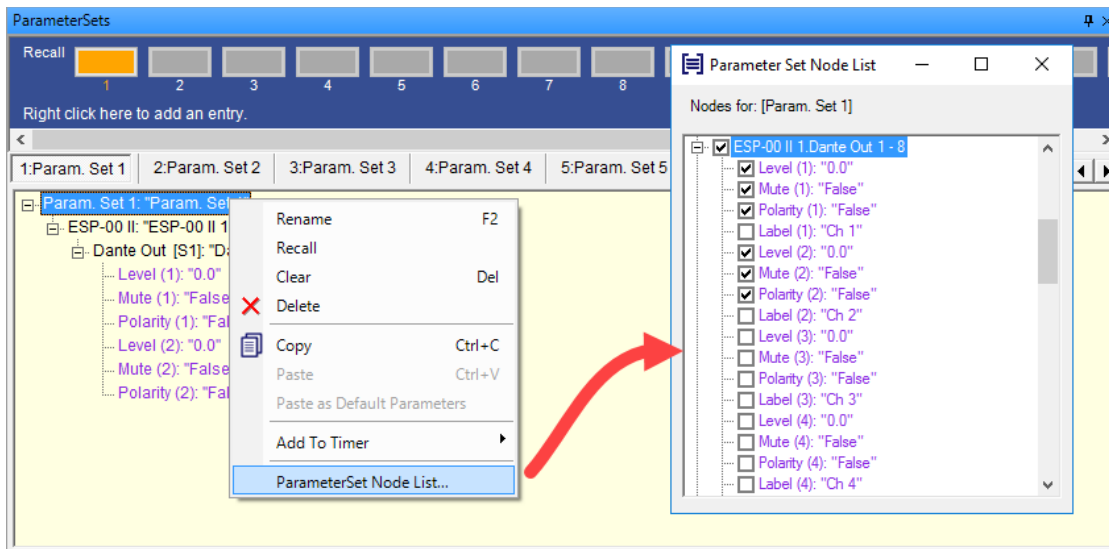 ParameterSets
Recall
1 2 3 4 5 6 7 8
Right click here to add an entry.
1:Param. Set 1 2:Param. Set 2 3:Param. Set 3 4:Param. Set 4 5:Param. Set 5
Param. Set 1: "Param. Set
ESP-00 II: "ESP-00 II 1
Dante Out [S1]:
Level (1): "0.0"
Mute (1): "False
Polarity (1):
Level (2): "0.0"
Mute (2): "False
Polarity (2):
Rename F2
Recall
Clear Del
Delete
Copy Ctrl+C
Paste Ctrl+V
Paste as Default Parameters
Add To Timer
ParameterSet Node List...
Parameter Set Node List
Nodes for: [Param. Set 1]
ESP-00 II 1.Dante Out 1 - 8
Level (1): "0.0"
Mute (1): "False"
Polarity (1): "False"
Label (1): "Ch 1"
Level (2): "0.0"
Mute (2): "False"
Polarity (2): "False"
Label (2): "Ch 2"
Level (3): "0.0"
Mute (3): "False"
Polarity (3): "False"
Label (3): "Ch 3"
Level (4): "0.0"
Mute (4): "False"
Polarity (4): "False"
Label (4): "Ch 4"